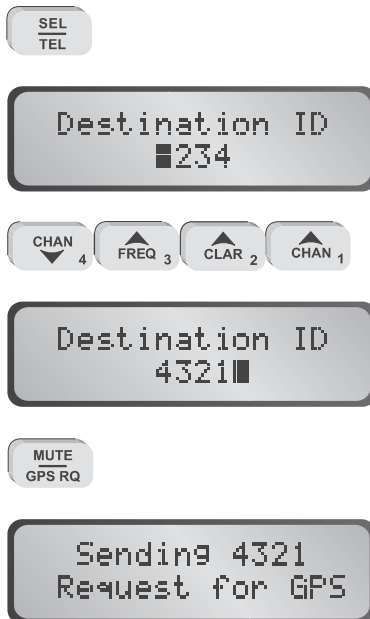 SEL
TEL
Destination ID
234
CHAN 4 FREQ 3 CLAR 2 CHAN 1
Destination ID
4321
MUTE
GPS RQ
Sending 4321
Request for GPS